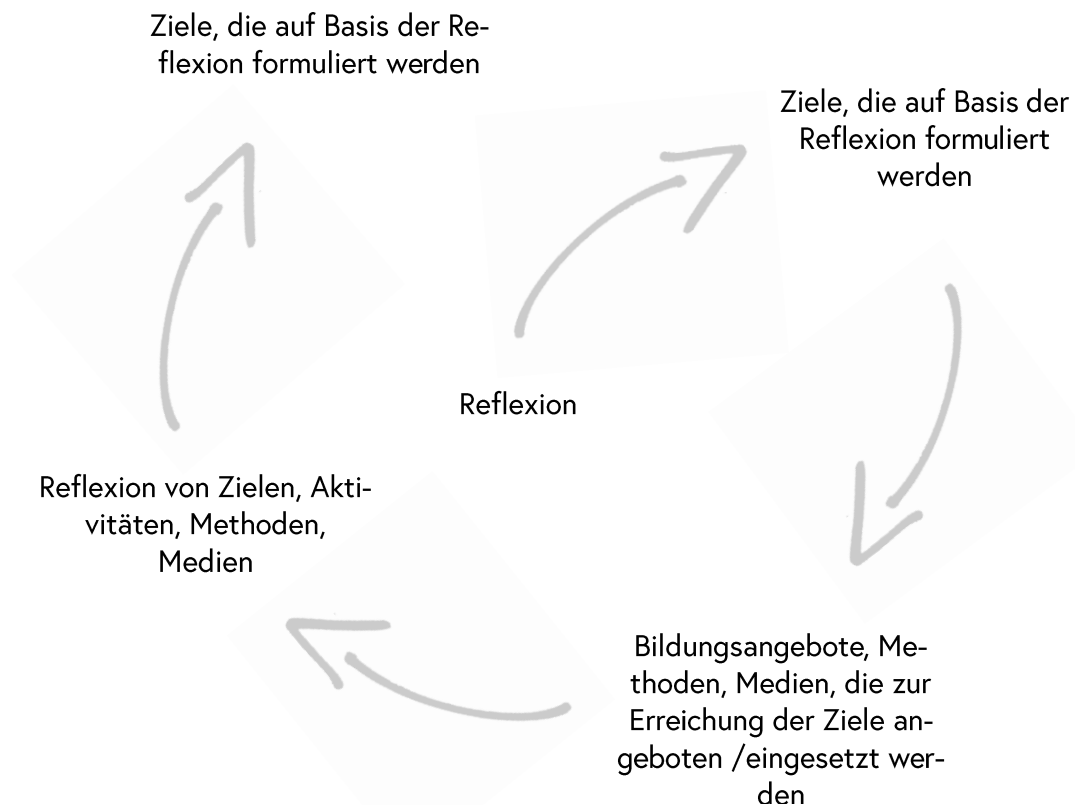 Ziele, die auf Basis der Re-
flexion formuliert werden
Ziele, die auf Basis der
Reflexion formuliert
werden
Reflexion
Reflexion von Zielen, Akti-
vitäten, Methoden,
Medien
Bildungsangebote, Me-
thoden, Medien, die zur
Erreichung der Ziele an-
geboten /eingesetzt wer-
den